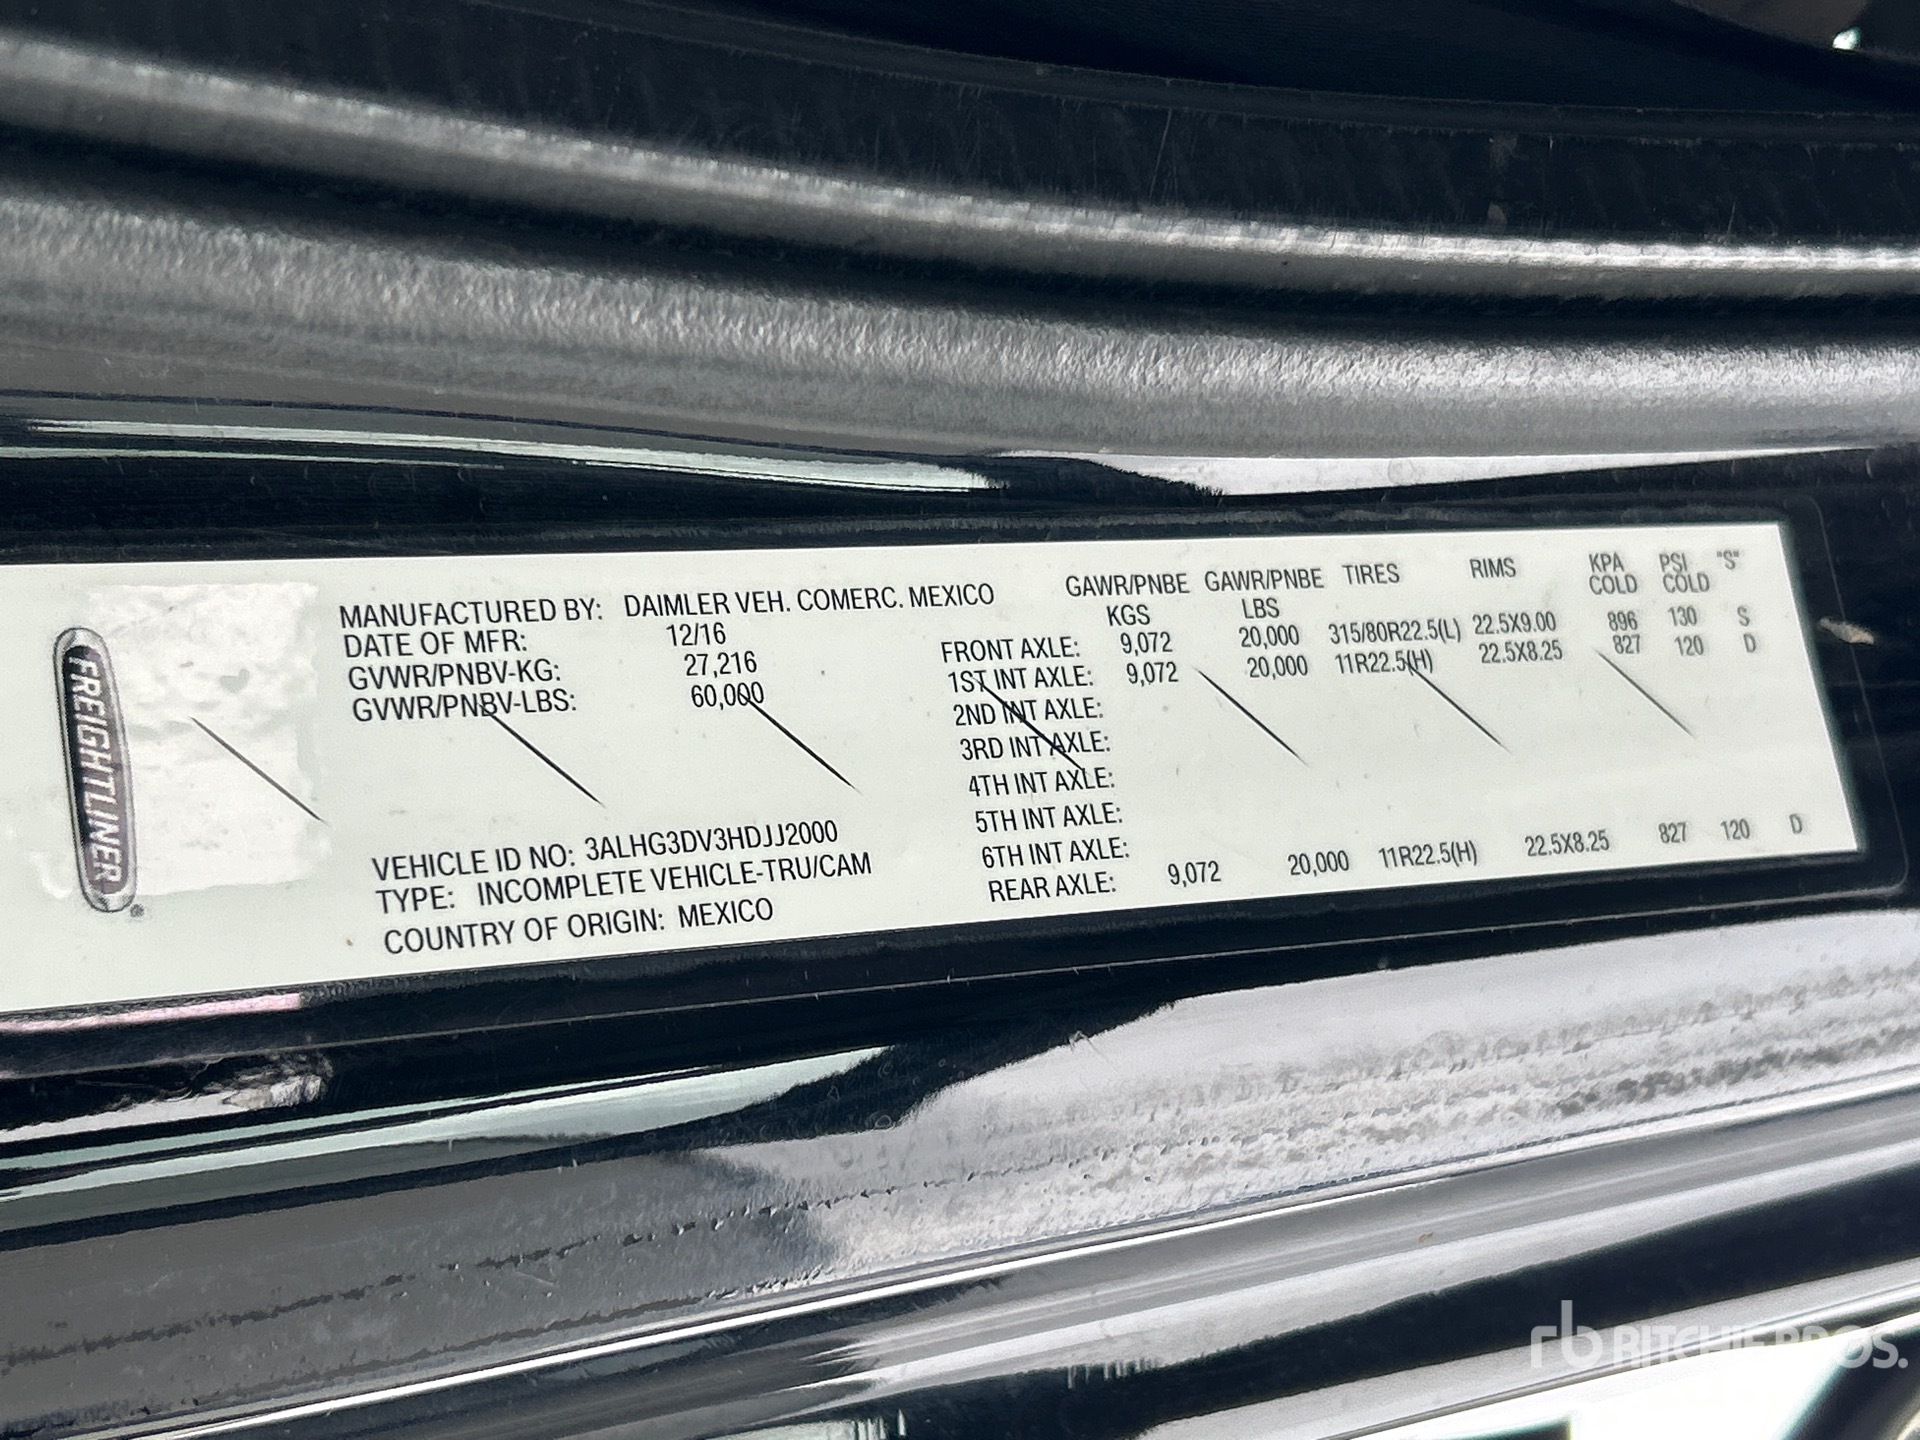 FREIGHTLINER
MANUFACTURED BY: DAIMLER VEH. COMERC. MEXICO
DATE OF MFR: 12/16
GVWR/PNBV-KG: 27,216
GVWR/PNBV-LBS: 60,000
VEHICLE ID NO: 3ALHG3DV3HDJJ2000
TYPE: INCOMPLETE VEHICLE-TRU/CAM
COUNTRY OF ORIGIN: MEXICO
GAWR/PNBE GAWR/PNBE TIRES RIMS KPA PSI "S"
KGS LBS COLD COLD
FRONT AXLE: 9,072 20,000 315/80R22.5(L) 22.5X9.00 896 130 S
1ST INT AXLE: 9,072 20,000 11R22.5(H) 22.5X8.25 827 120 D
2ND INT AXLE:
3RD INT AXLE:
4TH INT AXLE:
5TH INT AXLE:
6TH INT AXLE:
REAR AXLE: 9,072 20,000 11R22.5(H) 22.5X8.25 827 120 D
rb RITCHIE BROS.